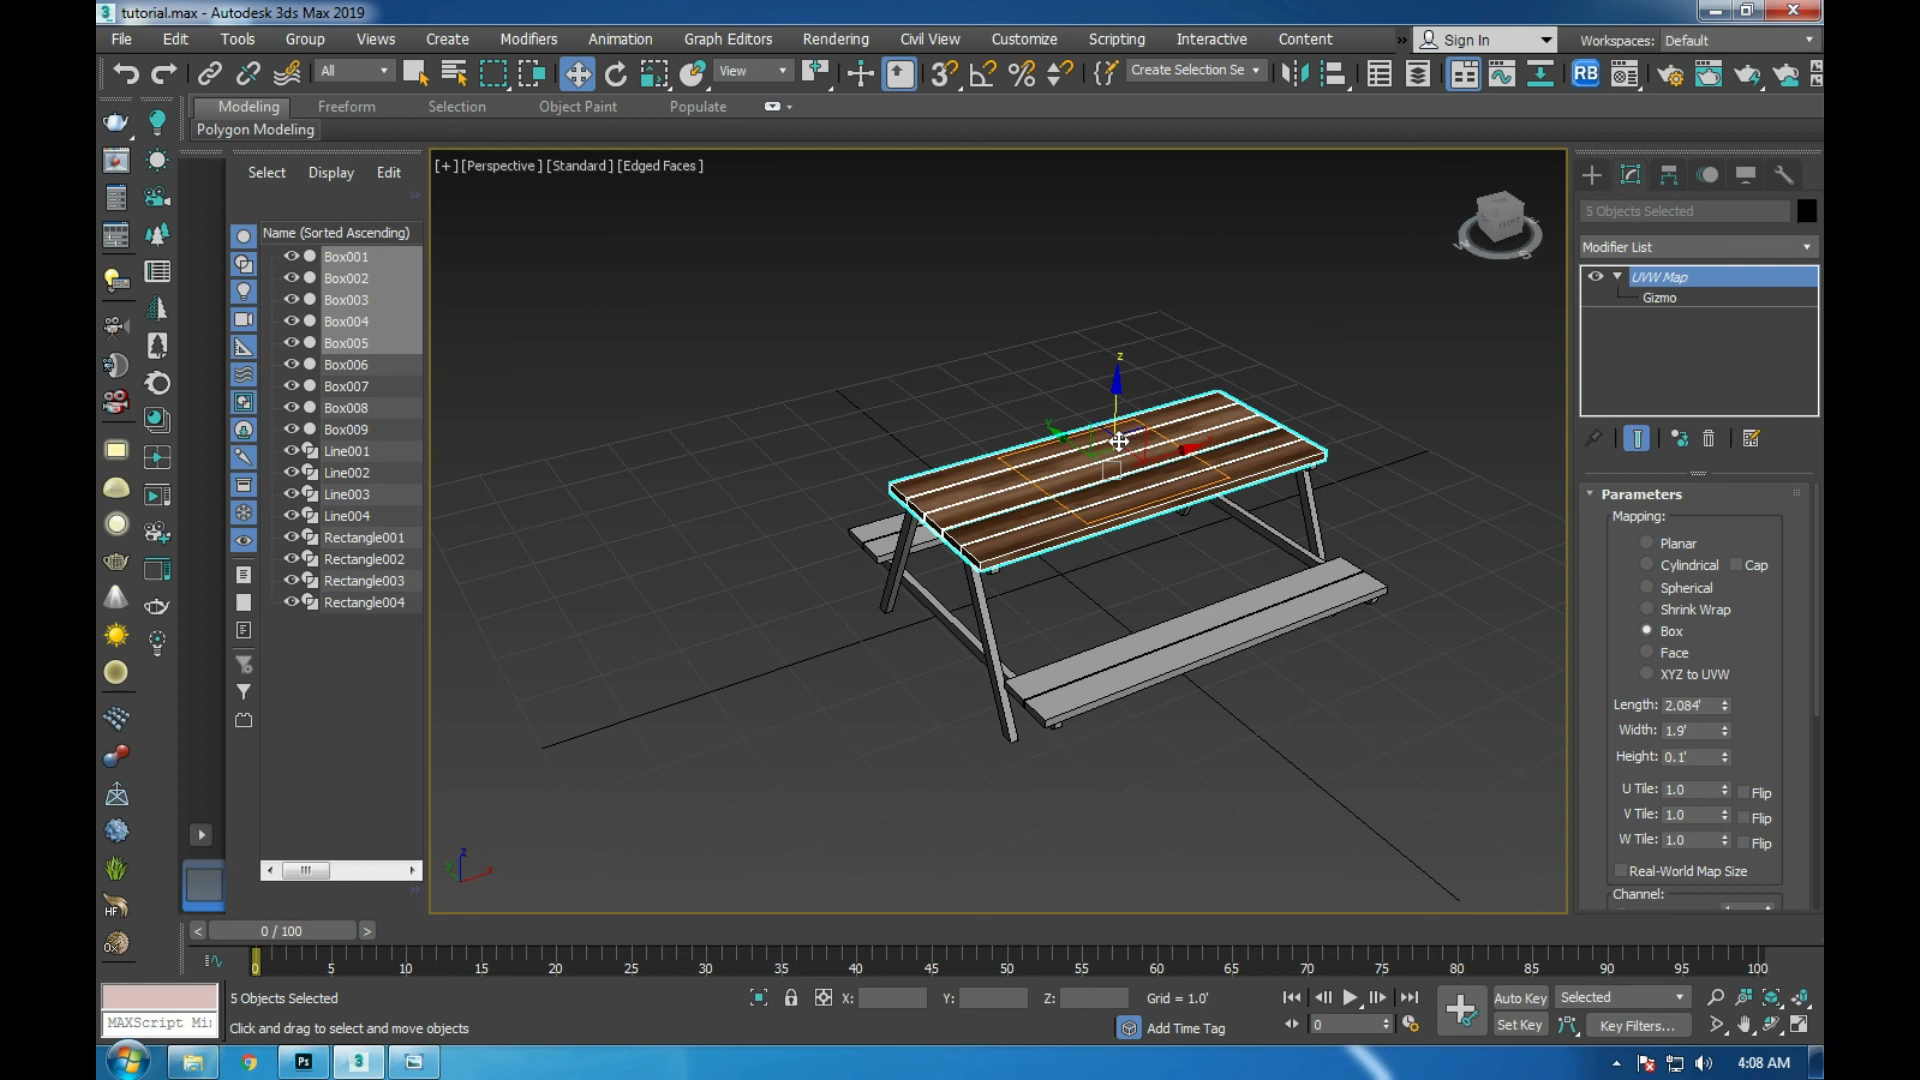 tutorial.max - Autodesk 3ds Max 2019
File Edit Tools Group Views Create Modifiers Animation Graph Editors Rendering Civil View Customize Scripting Interactive Content » Sign In Workspaces: Default
All View Create Selection Se RB
Modeling Freeform Selection Object Paint Populate
Polygon Modeling
Select Display Edit
[+][Perspective][Standard][Edged Faces]
5 Objects Selected
Name (Sorted Ascending)
Modifier List
Box001
Box002
Box003
Box004
Box005
Box006
Box007
Box008
Box009
Line001
Line002
Line003
Line004
Rectangle001
Rectangle002
Rectangle003
Rectangle004
z
UVW Map
Gizmo
Parameters
Mapping:
Planar
Cylindrical Cap
Spherical
Shrink Wrap
Box
Face
XYZ to UVW
Length: 2.084'
Width: 1.9'
Height: 0.1'
U Tile: 1.0 Flip
V Tile: 1.0 Flip
W Tile: 1.0 Flip
Real-World Map Size
Channel:
HF
0 / 100
0 5 10 15 20 25 30 35 40 45 50 55 60 65 70 75 80 85 90 95 100
5 Objects Selected X: Y: Z: Grid = 1.0' Auto Key Selected
MAXScript Mi
Click and drag to select and move objects Add Time Tag 0 Set Key Key Filters...
Ps 3 4:08 AM